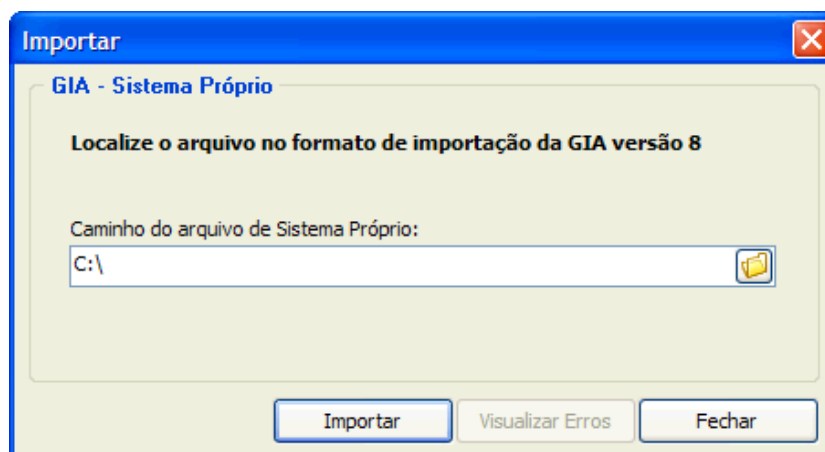 Importar
GIA - Sistema Próprio
Localize o arquivo no formato de importação da GIA versão 8
Caminho do arquivo de Sistema Próprio:
C:\
Importar
Visualizar Erros
Fechar